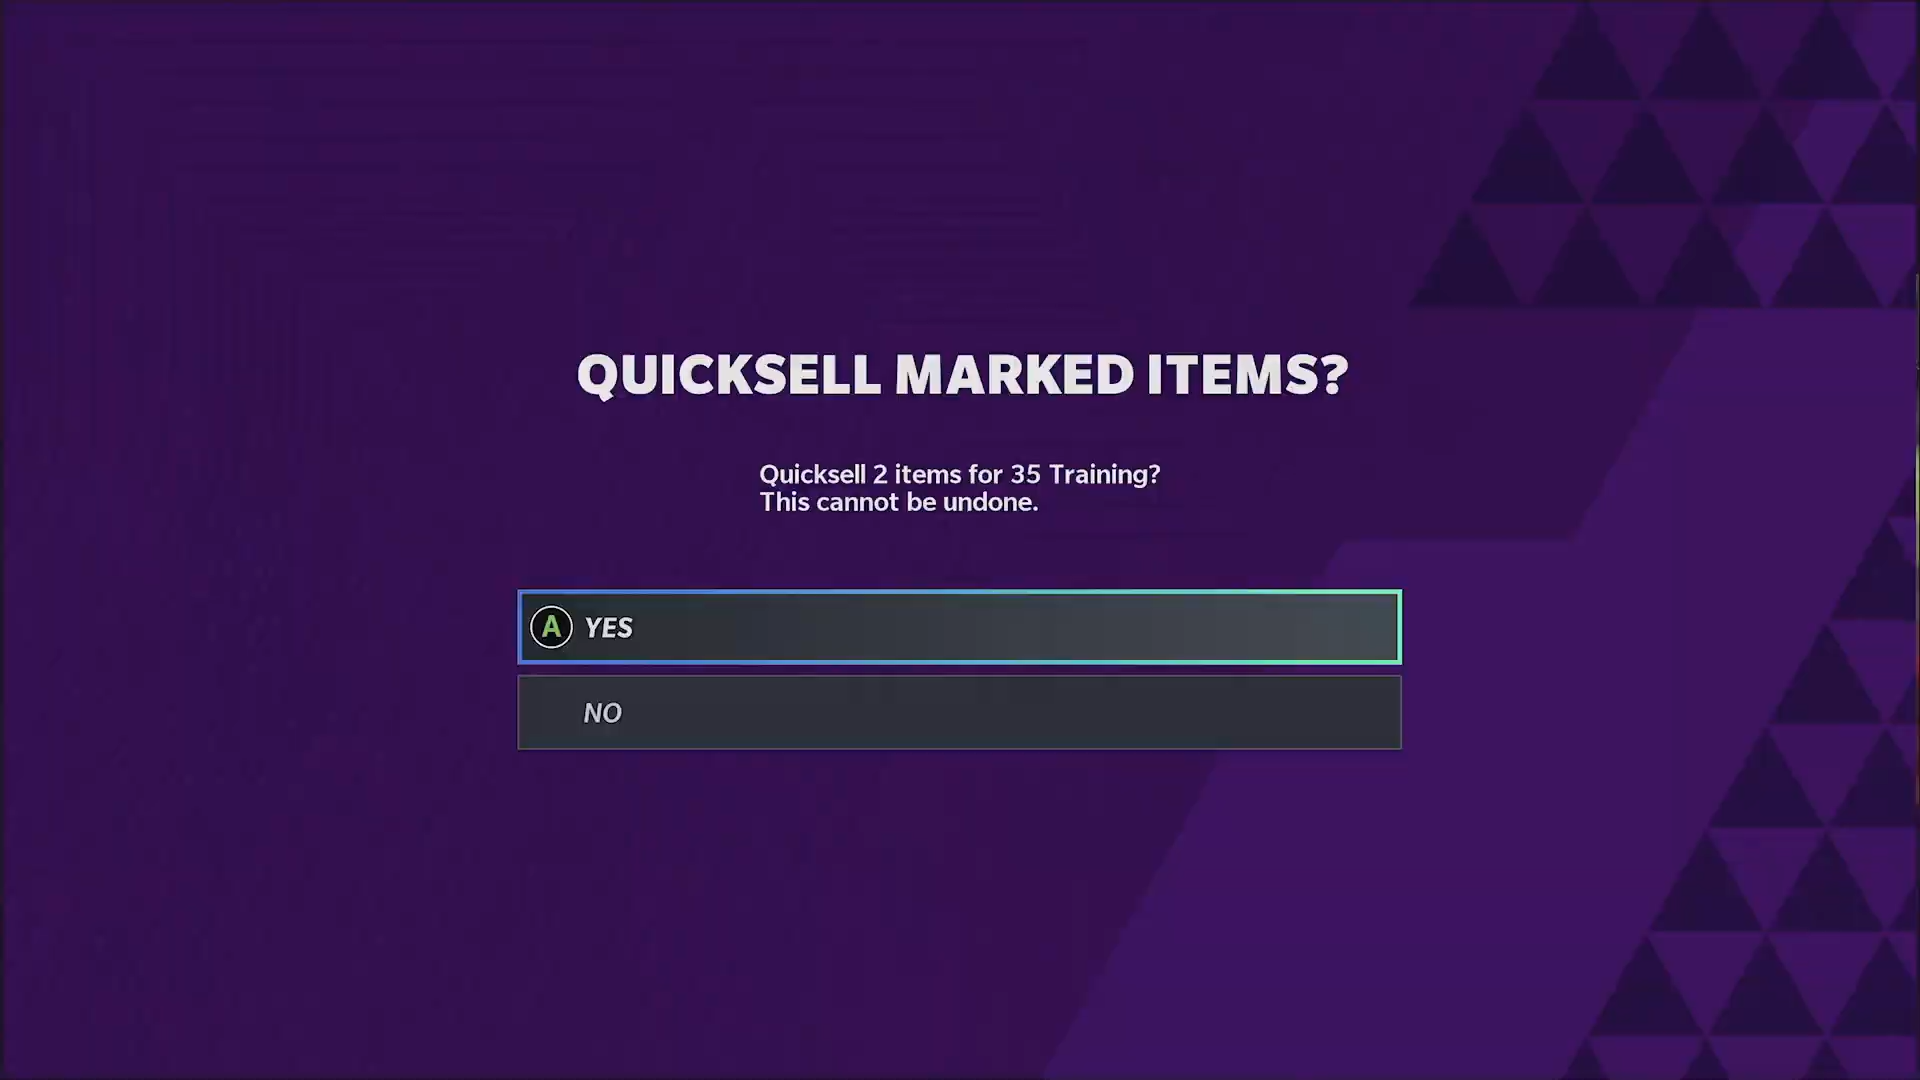 QUICKSELL MARKED ITEMS?
Quicksell 2 items for 35 Training?
This cannot be undone.
A YES
NO